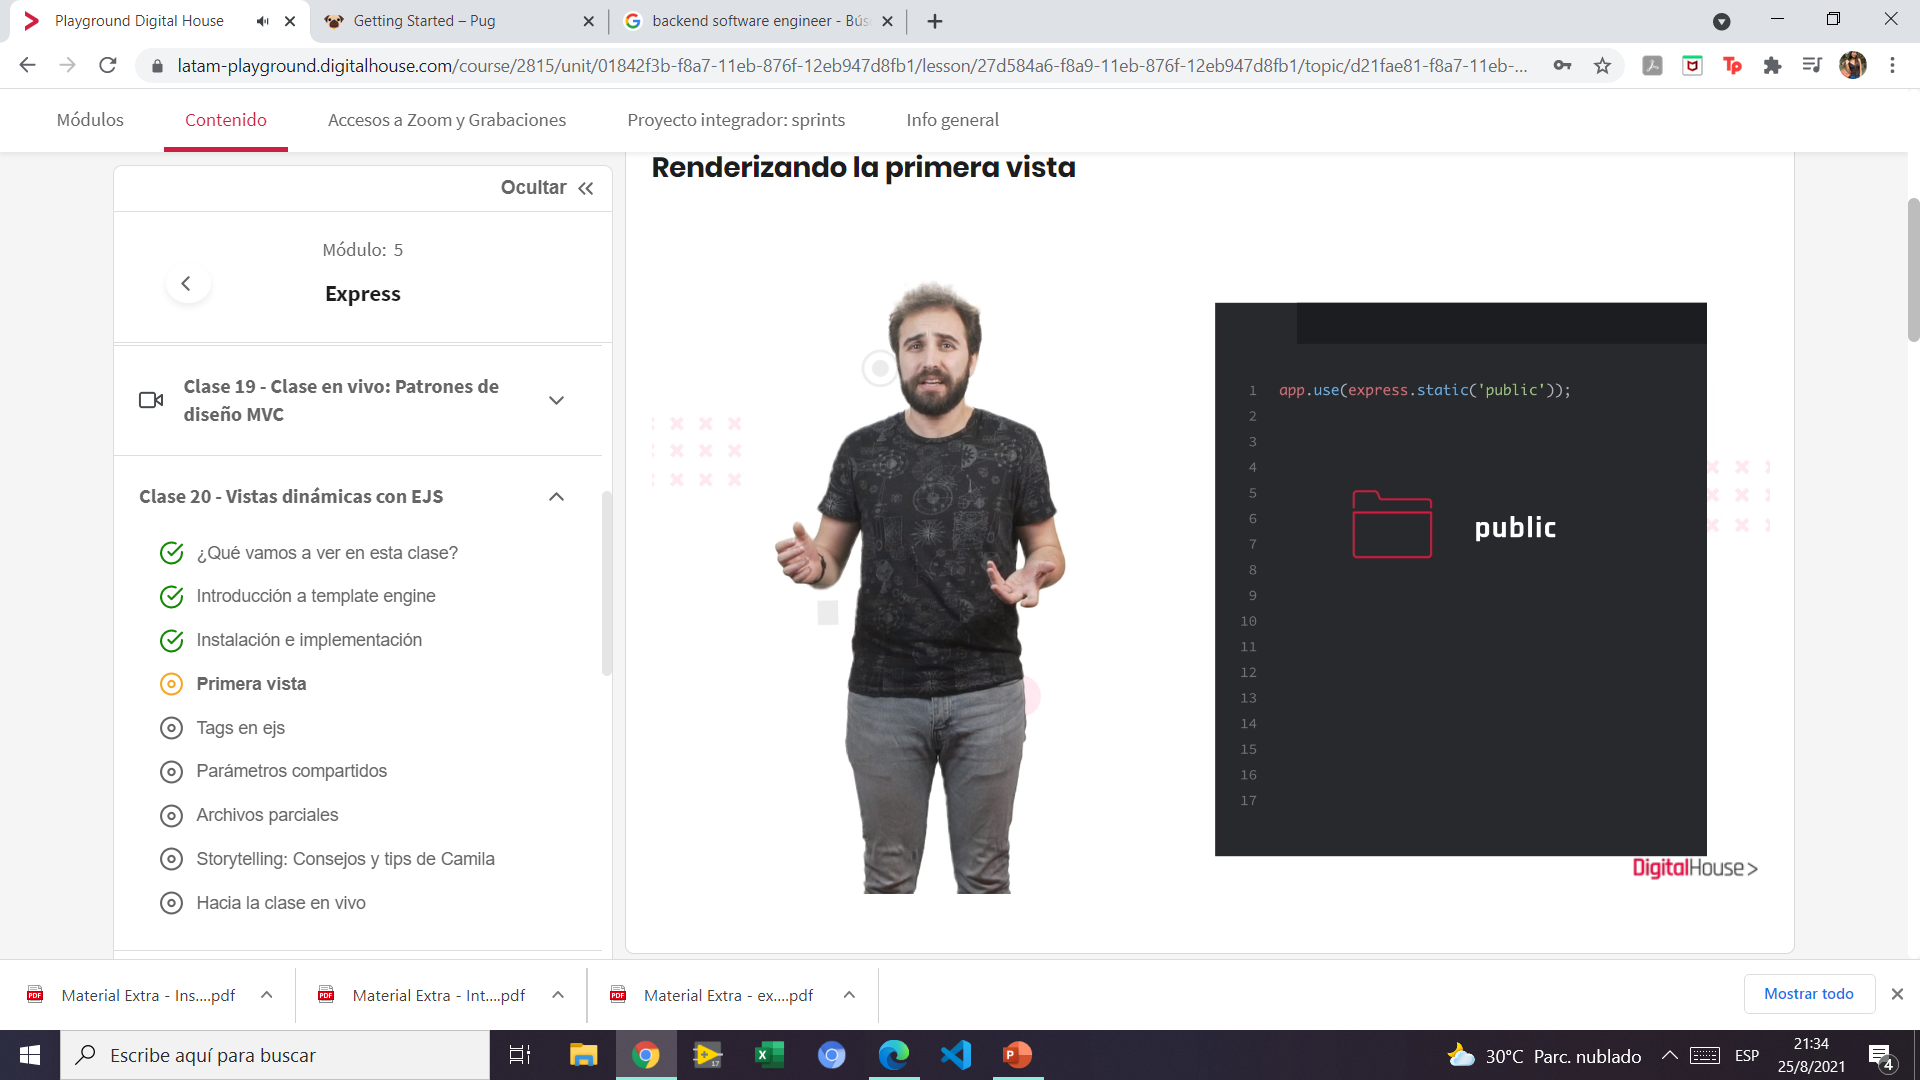 Playground Digital House
Getting Started – Pug
backend software engineer - Bús
latam-playground.digitalhouse.com/course/2815/unit/01842f3b-f8a7-11eb-876f-12eb947d8fb1/lesson/27d584a6-f8a9-11eb-876f-12eb947d8fb1/topic/d21fae81-f8a7-11eb-...
Módulos
Contenido
Accesos a Zoom y Grabaciones
Proyecto integrador: sprints
Info general
Ocultar
Módulo: 5
Express
Clase 19 - Clase en vivo: Patrones de
diseño MVC
Clase 20 - Vistas dinámicas con EJS
¿Qué vamos a ver en esta clase?
Introducción a template engine
Instalación e implementación
Primera vista
Tags en ejs
Parámetros compartidos
Archivos parciales
Storytelling: Consejos y tips de Camila
Hacia la clase en vivo
Renderizando la primera vista
1 app.use(express.static('public'));
2
3
4
5
6
7
8
9
10
11
12
13
14
15
16
17
public
DigitalHouse>
Material Extra - Ins....pdf
Material Extra - Int....pdf
Material Extra - ex....pdf
Mostrar todo
Escribe aquí para buscar
30°C Parc. nublado
ESP
21:34
25/8/2021
4